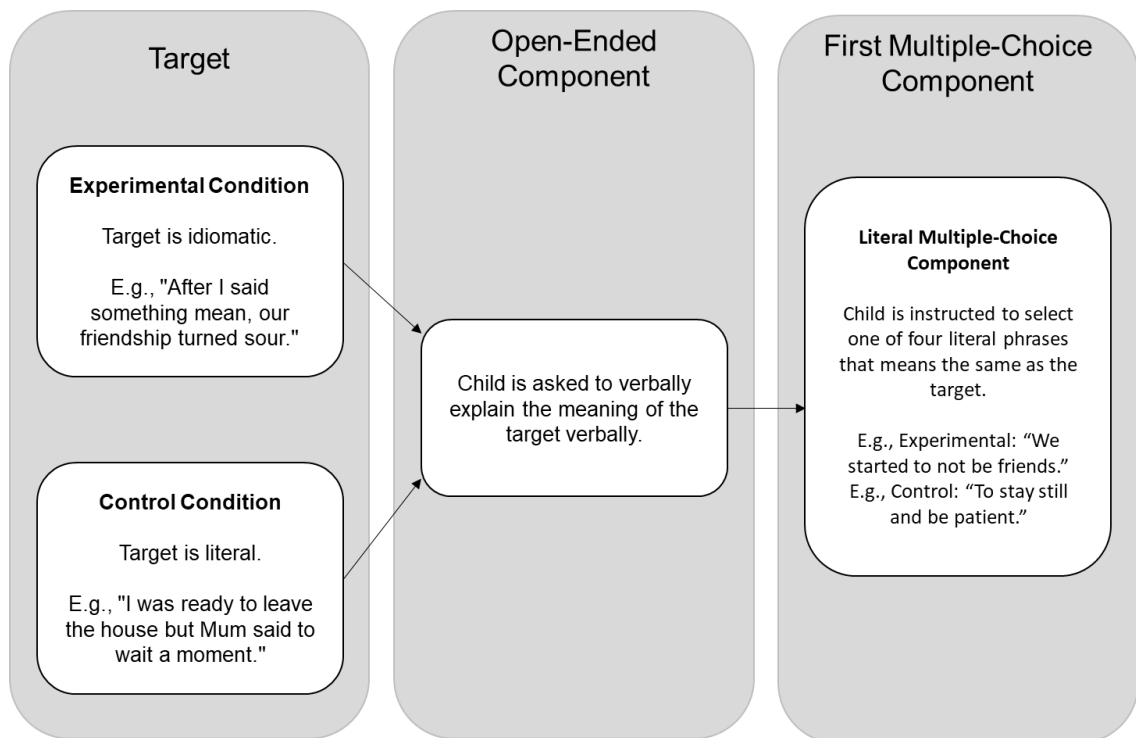 Target
Experimental Condition
Target is idiomatic.
E.g., "After I said
something mean, our
friendship turned sour."
Control Condition
Target is literal.
E.g., "I was ready to leave
the house but Mum said to
wait a moment."
Open-Ended
Component
Child is asked to verbally
explain the meaning of the
target verbally.
First Multiple-Choice
Component
Literal Multiple-Choice
Component
Child is instructed to select
one of four literal phrases
that means the same as the
target.
E.g., Experimental: “We
started to not be friends.”
E.g., Control: “To stay still
and be patient.”